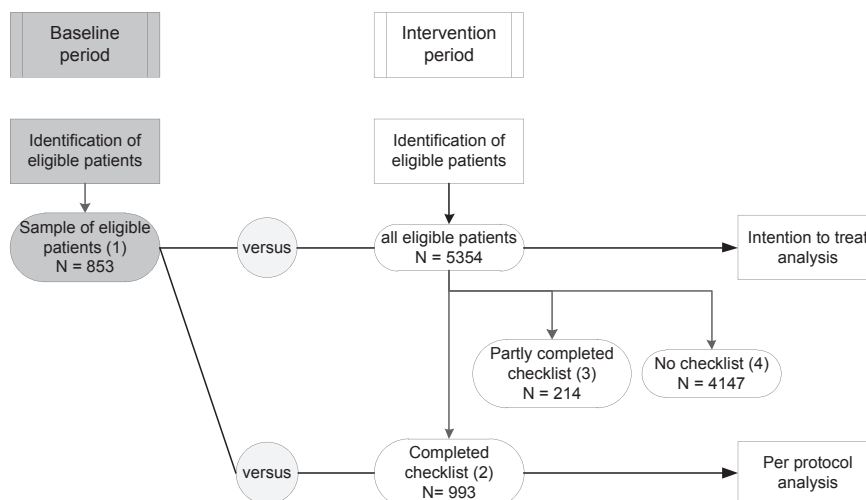 Baseline
period
Intervention
period
Identification of
eligible patients
Identification of
eligible patients
Sample of eligible
patients (1)
N = 853
versus
all eligible patients
N = 5354
Intention to treat
analysis
Partly completed
checklist (3)
N = 214
No checklist (4)
N = 4147
versus
Completed
checklist (2)
N= 993
Per protocol
analysis